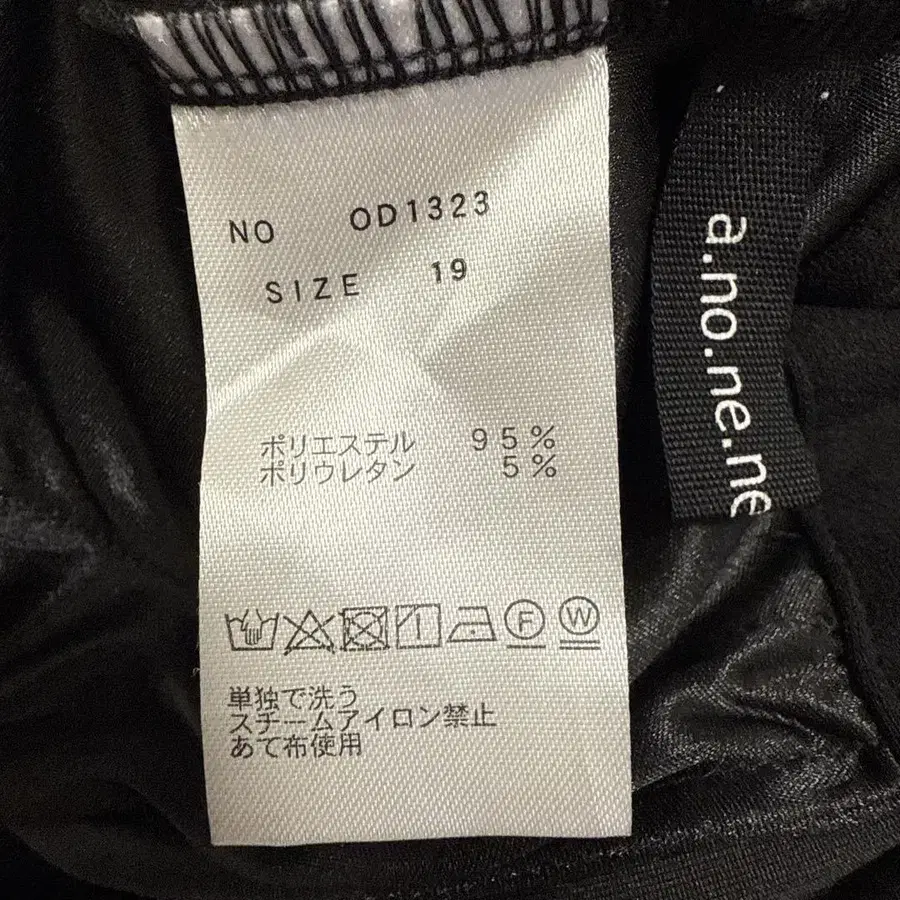 NO OD1323
SIZE 19
ポリエステル 95%
ポリウレタン 5%
F W
単独で洗う
スチームアイロン禁止
あて布使用
a.no.ne.ne